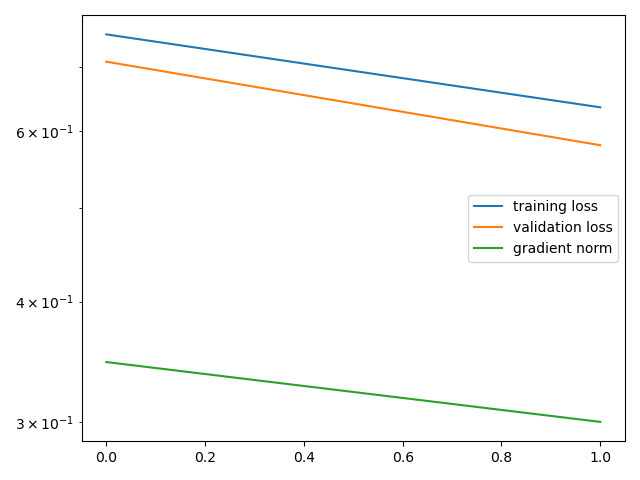 6 × 10⁻¹
4 × 10⁻¹
3 × 10⁻¹
training loss
validation loss
gradient norm
0.0 0.2 0.4 0.6 0.8 1.0